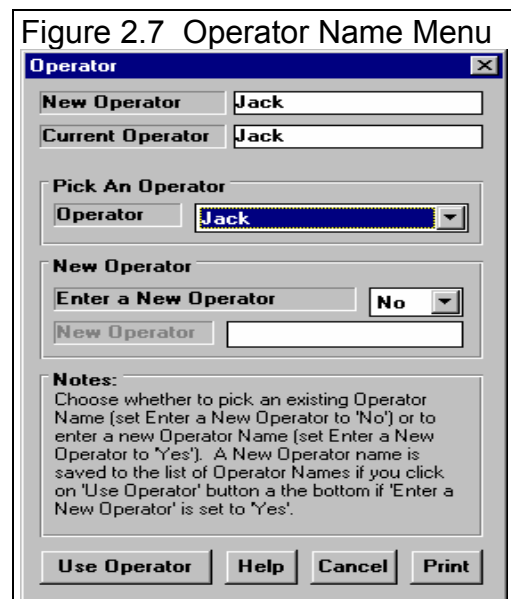 Figure 2.7 Operator Name Menu
Operator
New Operator Jack
Current Operator Jack
Pick An Operator
Operator Jack
New Operator
Enter a New Operator No
New Operator
Notes:
Choose whether to pick an existing Operator
Name (set Enter a New Operator to 'No') or to
enter a new Operator Name (set Enter a New
Operator to 'Yes'). A New Operator name is
saved to the list of Operator Names if you click
on 'Use Operator' button a the bottom if 'Enter a
New Operator' is set to 'Yes'.
Use Operator Help Cancel Print